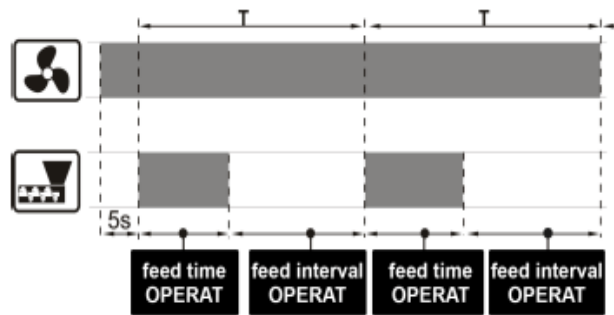 T T
5s
feed time feed interval feed time feed interval
OPERAT OPERAT OPERAT OPERAT